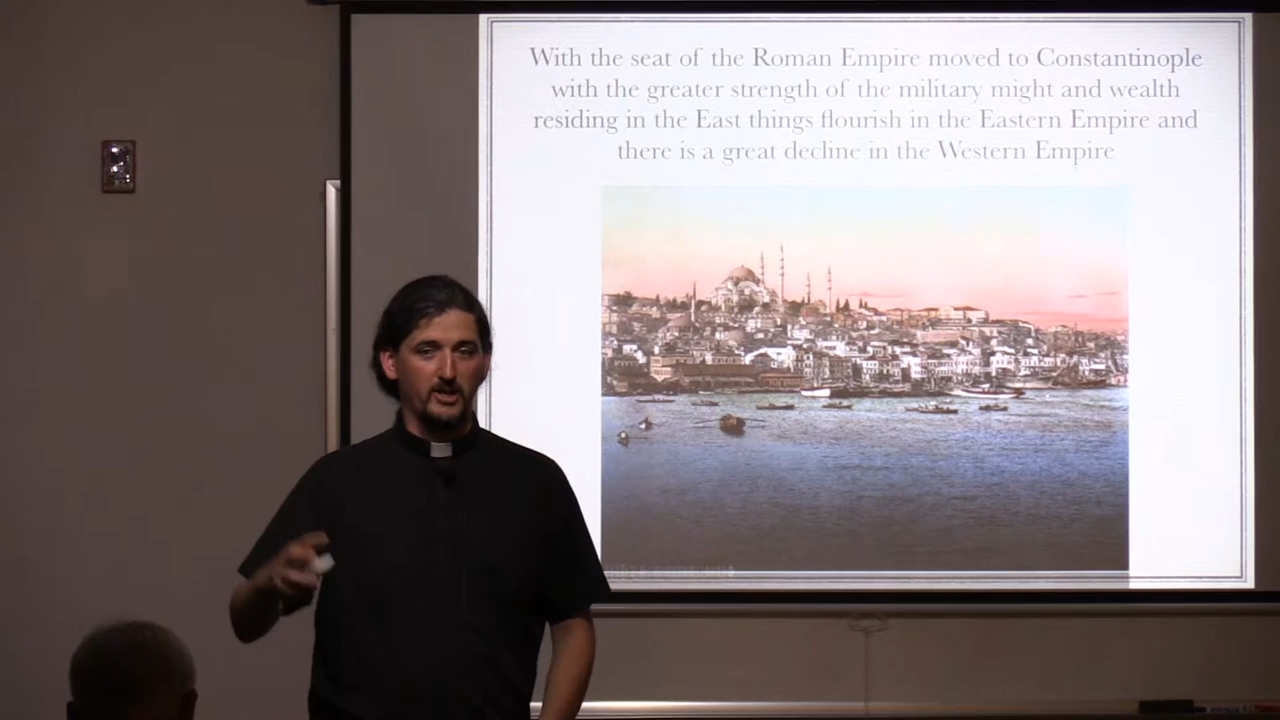 With the seat of the Roman Empire moved to Constantinople
with the greater strength of the military might and wealth
residing in the East things flourish in the Eastern Empire and
there is a great decline in the Western Empire